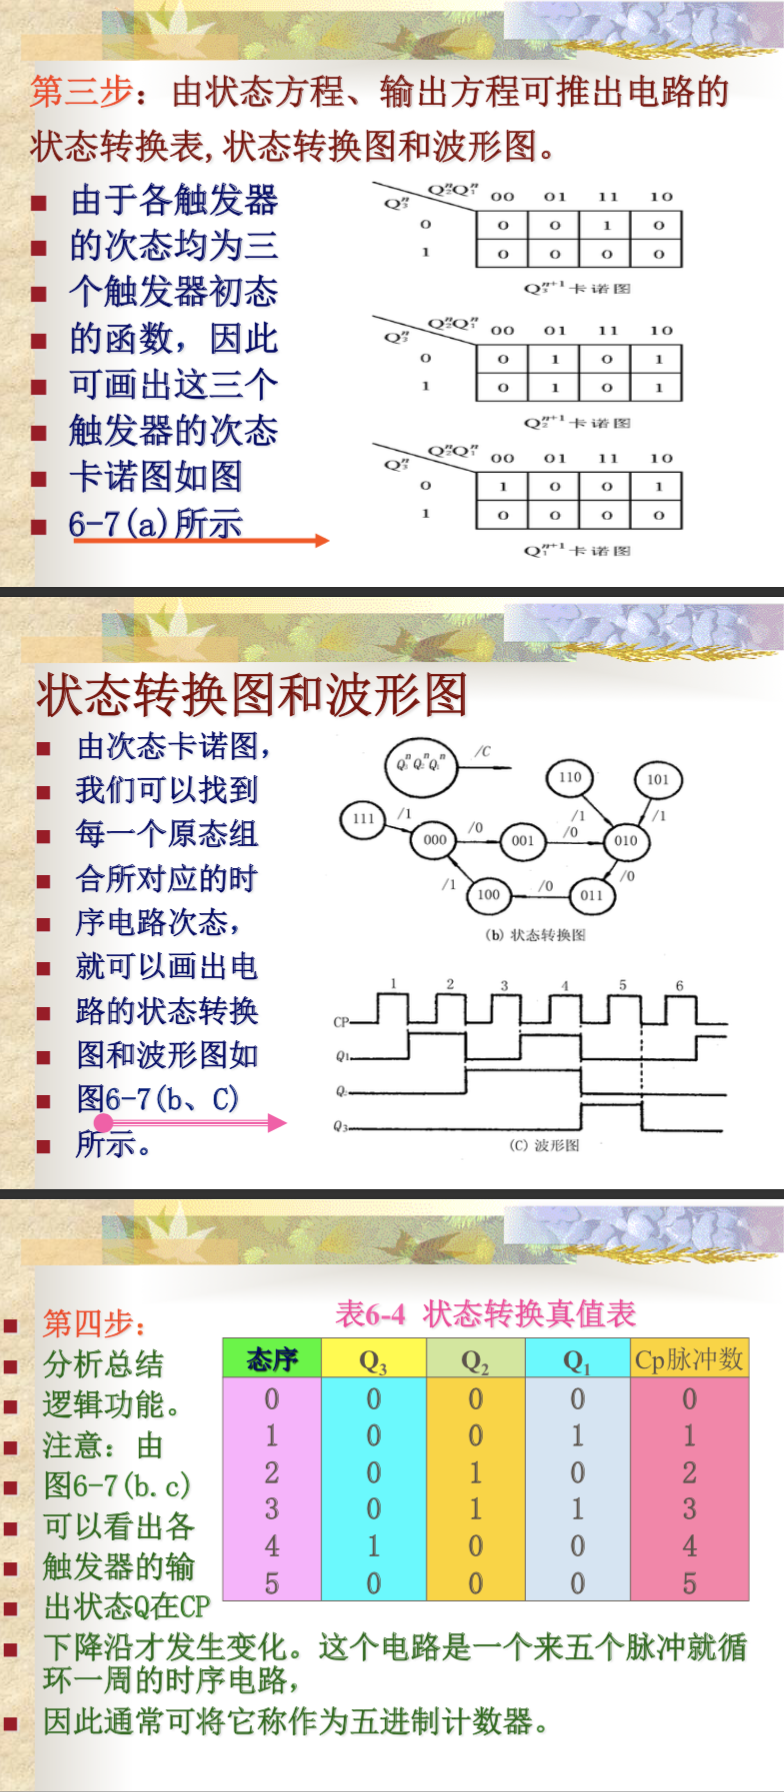 第三步：由状态方程、输出方程可推出电路的
状态转换表,状态转换图和波形图。
由于各触发器
的次态均为三
个触发器初态
的函数，因此
可画出这三个
触发器的次态
卡诺图如图
6-7(a)所示
Q₂ⁿQ₁ⁿ 00 01 11 10
Q₃ⁿ
0 0 0 1 0
1 0 0 0 0
Q₃ⁿ⁺¹卡诺图
Q₂ⁿQ₁ⁿ 00 01 11 10
Q₃ⁿ
0 0 1 0 1
1 0 1 0 1
Q₂ⁿ⁺¹卡诺图
Q₂ⁿQ₁ⁿ 00 01 11 10
Q₃ⁿ
0 1 0 0 1
1 0 0 0 0
Q₁ⁿ⁺¹卡诺图
状态转换图和波形图
由次态卡诺图，
我们可以找到
每一个原态组
合所对应的时
序电路次态，
就可以画出电
路的状态转换
图和波形图如
图6-7(b、C)
所示。
Q₃ⁿQ₂ⁿQ₁ⁿ /C 110 101
111 /1 000 /0 001 /0 /1 010 /1
/1 100 /0 011 /0
(b) 状态转换图
1 2 3 4 5 6
CP
Q₁
Q₂
Q₃
(C) 波形图
第四步：
分析总结
逻辑功能。
注意：由
图6-7(b.c)
可以看出各
触发器的输
出状态Q在CP
下降沿才发生变化。这个电路是一个来五个脉冲就循
环一周的时序电路，
因此通常可将它称作为五进制计数器。
表6-4 状态转换真值表
态序 Q₃ Q₂ Q₁ Cp脉冲数
0 0 0 0 0
1 0 0 1 1
2 0 1 0 2
3 0 1 1 3
4 1 0 0 4
5 0 0 0 5